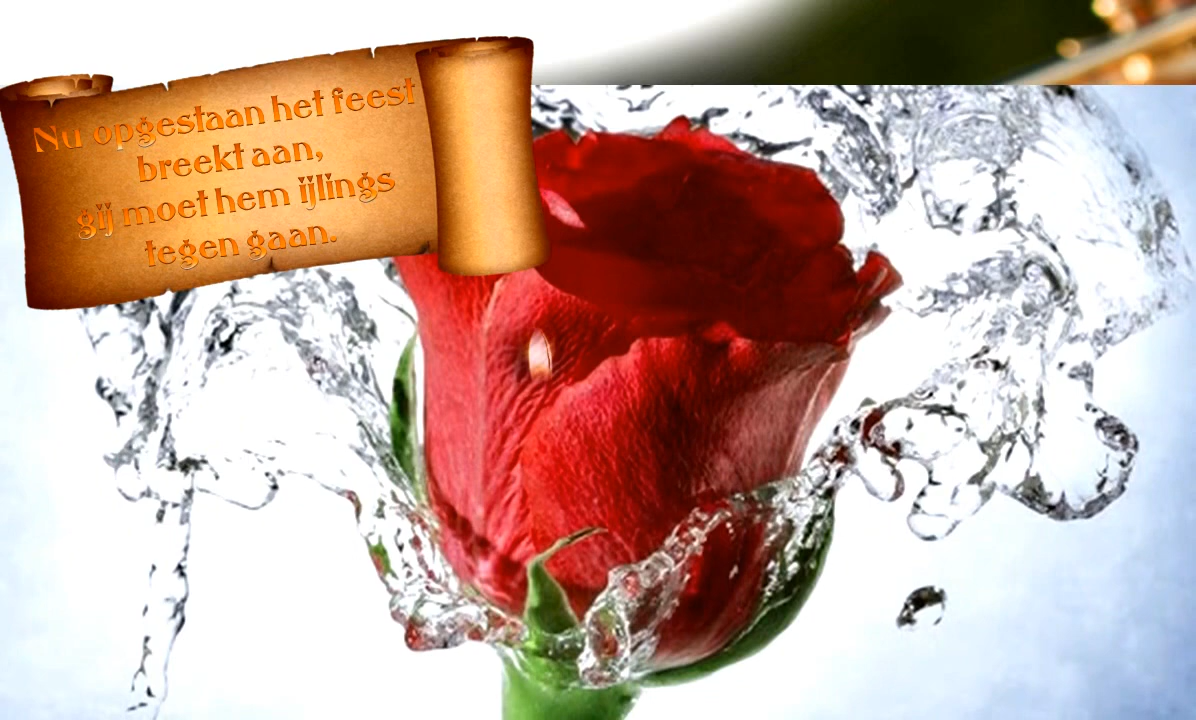 Nu opgestaan het feest
breekt aan,
gij moet hem ijlings
tegen gaan.